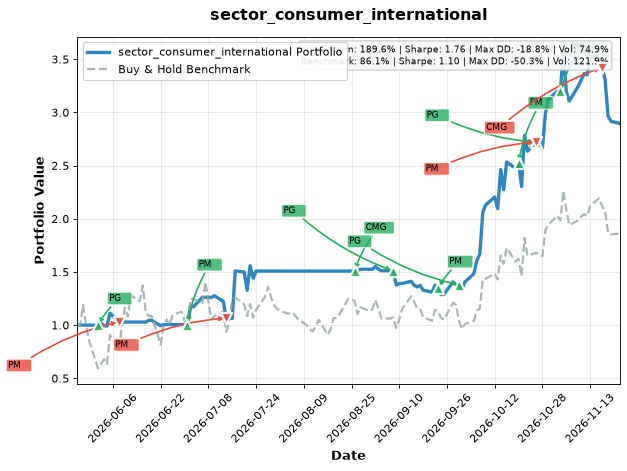 sector_consumer_international
sector_consumer_international Portfolio
Buy & Hold Benchmark
n: 189.6% | Sharpe: 1.76 | Max DD: -18.8% | Vol: 74.9%
Benchmark: 86.1% | Sharpe: 1.10 | Max DD: -50.3% | Vol: 121.9%
Portfolio Value
3.5
3.0
2.5
2.0
1.5
1.0
0.5
PM
PG
PM
PM
PG
PG
CMG
PM
PG
PM
CMG
PM
2026-06-06
2026-06-22
2026-07-08
2026-07-24
2026-08-09
2026-08-25
2026-09-10
2026-09-26
2026-10-12
2026-10-28
2026-11-13
Date